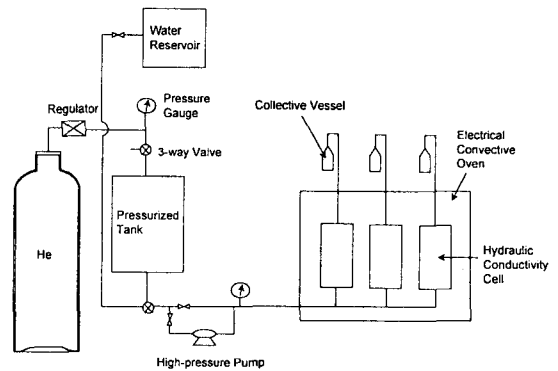 Water
Reservoir
Pressure
Gauge
Regulator
Collective Vessel
Electrical
Convective
Oven
3-way Valve
Pressurized
Tank
He
Hydraulic
Conductivity
Cell
High-pressure Pump